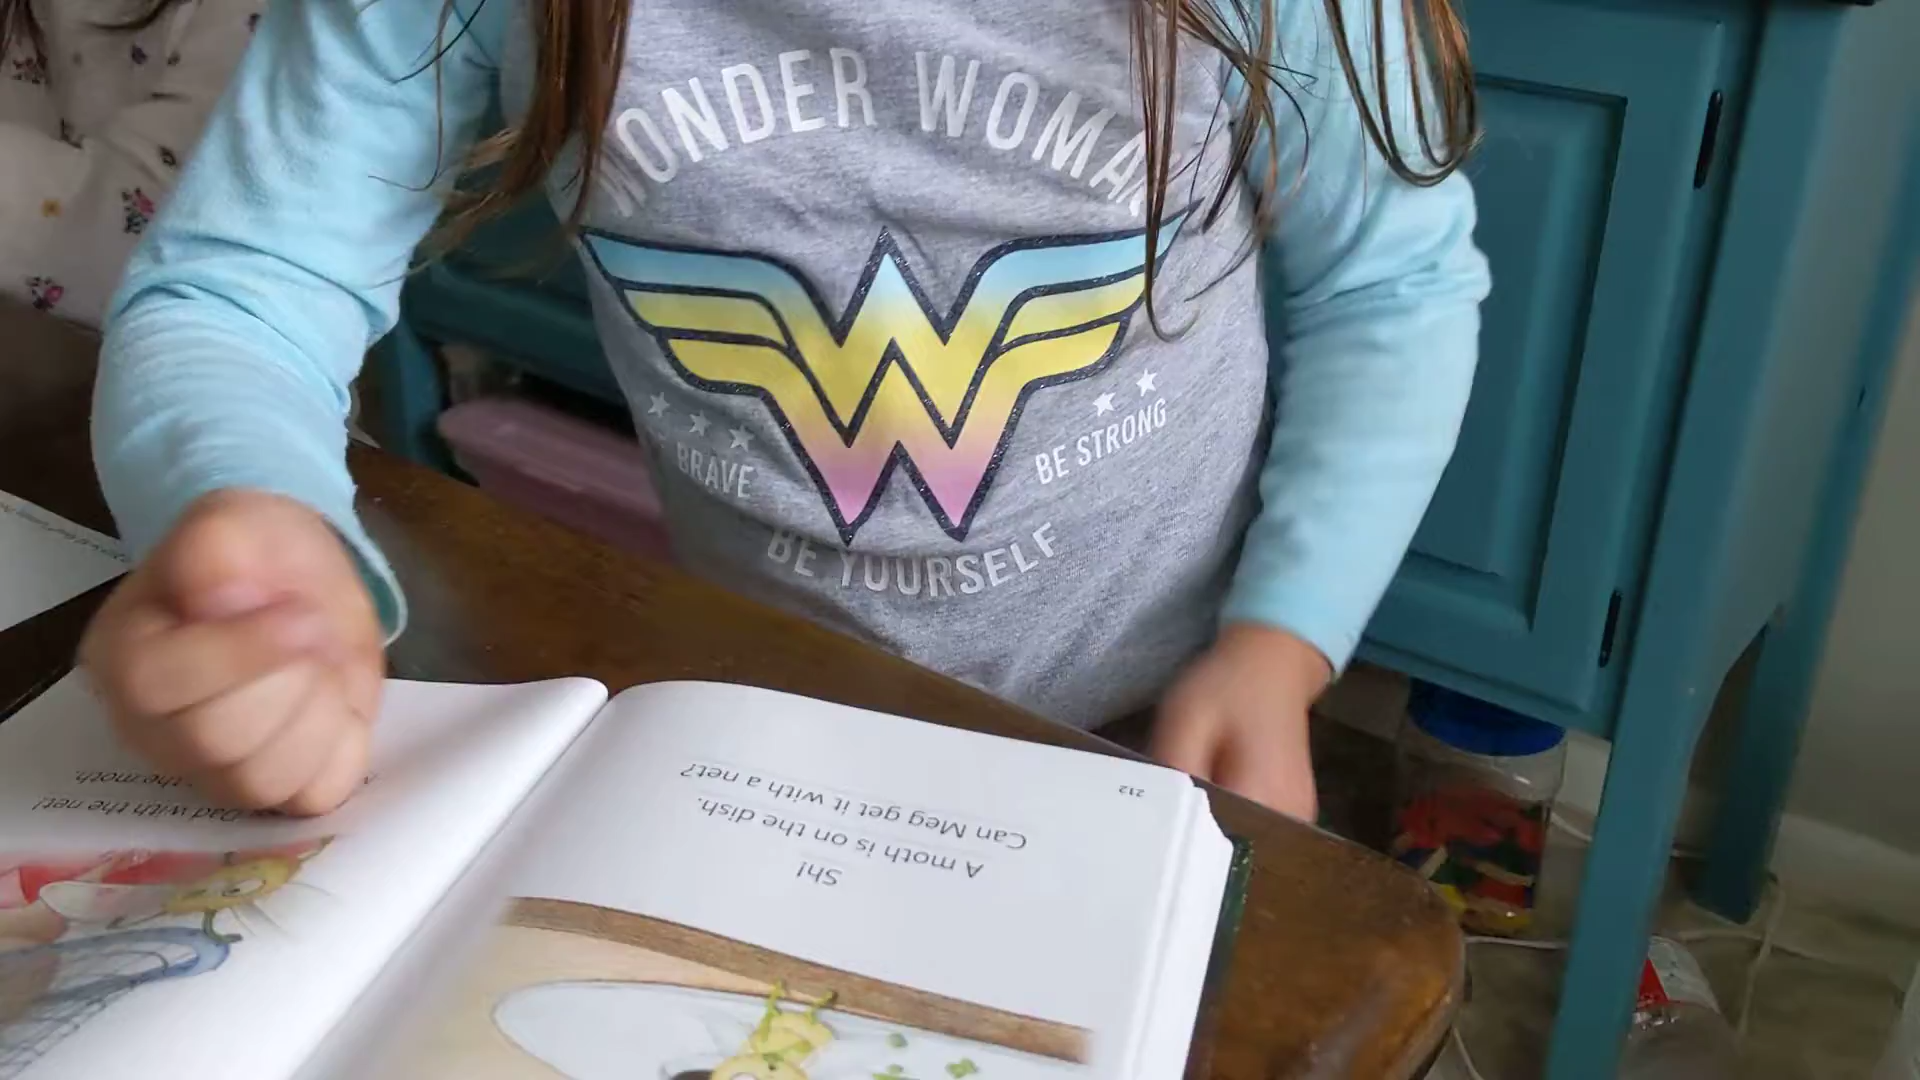 WONDER WOMAN
BRAVE
BE STRONG
BE YOURSELF
212
Sh!
A moth is on the dish.
Can Meg get it with a net?
Dad with the net!
the moth.